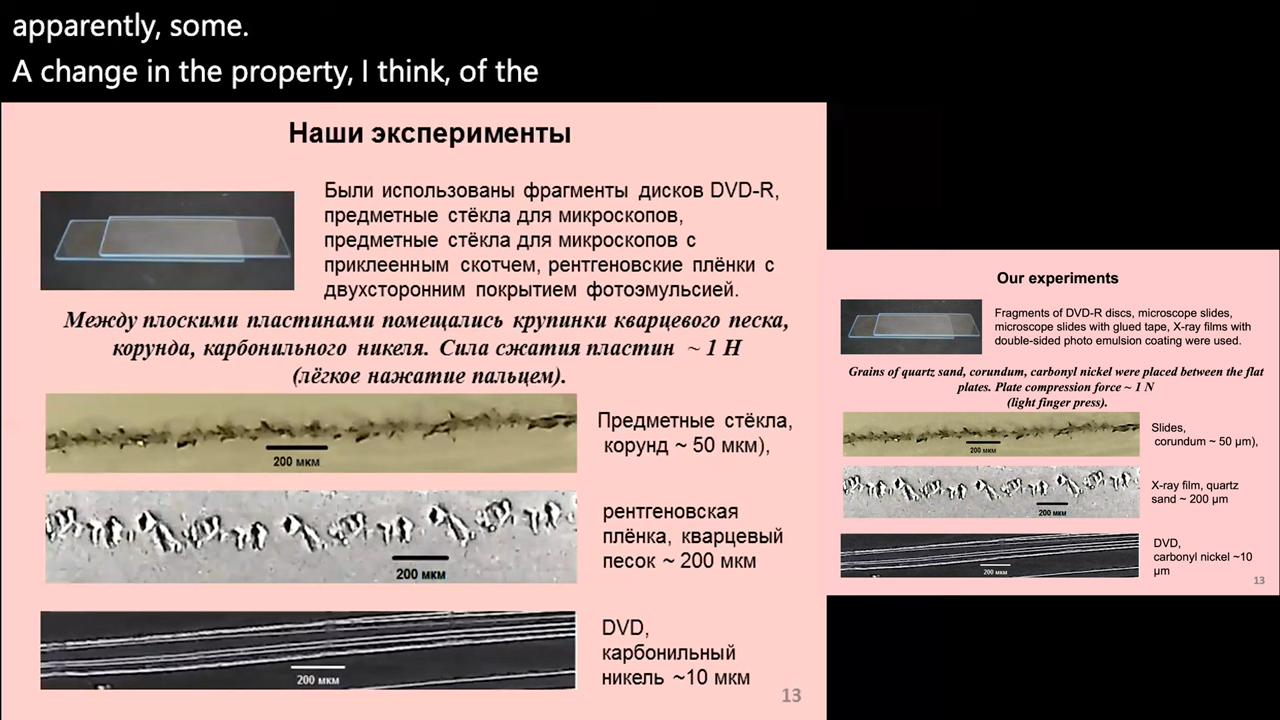 apparently, some.
A change in the property, I think, of the
Наши эксперименты
Были использованы фрагменты дисков DVD-R,
предметные стёкла для микроскопов,
предметные стёкла для микроскопов с
приклеенным скотчем, рентгеновские плёнки с
двухсторонним покрытием фотоэмульсией.
Между плоскими пластинами помещались крупинки кварцевого песка,
корунда, карбонильного никеля. Сила сжатия пластин ~ 1 Н
(лёгкое нажатие пальцем).
200 мкм
Предметные стёкла,
корунд ~ 50 мкм),
200 мкм
рентгеновская
плёнка, кварцевый
песок ~ 200 мкм
200 мкм
DVD,
карбонильный
никель ~10 мкм
13
Our experiments
Fragments of DVD-R discs, microscope slides,
microscope slides with glued tape, X-ray films with
double-sided photo emulsion coating were used.
Grains of quartz sand, corundum, carbonyl nickel were placed between the flat
plates. Plate compression force ~ 1 N
(light finger press).
200 мкм
Slides,
corundum ~ 50 µm),
200 мкм
X-ray film, quartz
sand ~ 200 µm
200 мкм
DVD,
carbonyl nickel ~10
µm
13